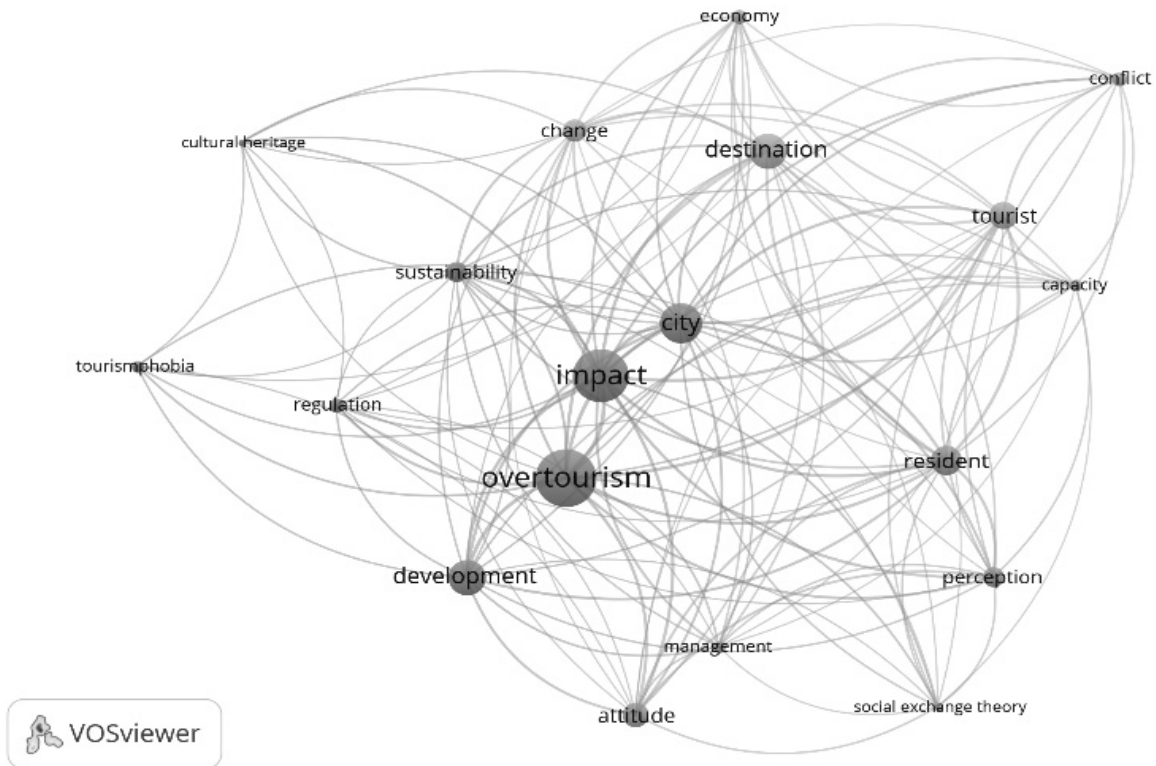 economy
conflict
change
cultural heritage
destination
tourist
sustainability
capacity
city
tourismphobia
impact
regulation
resident
overtourism
development
perception
management
social exchange theory
attitude
VOSviewer